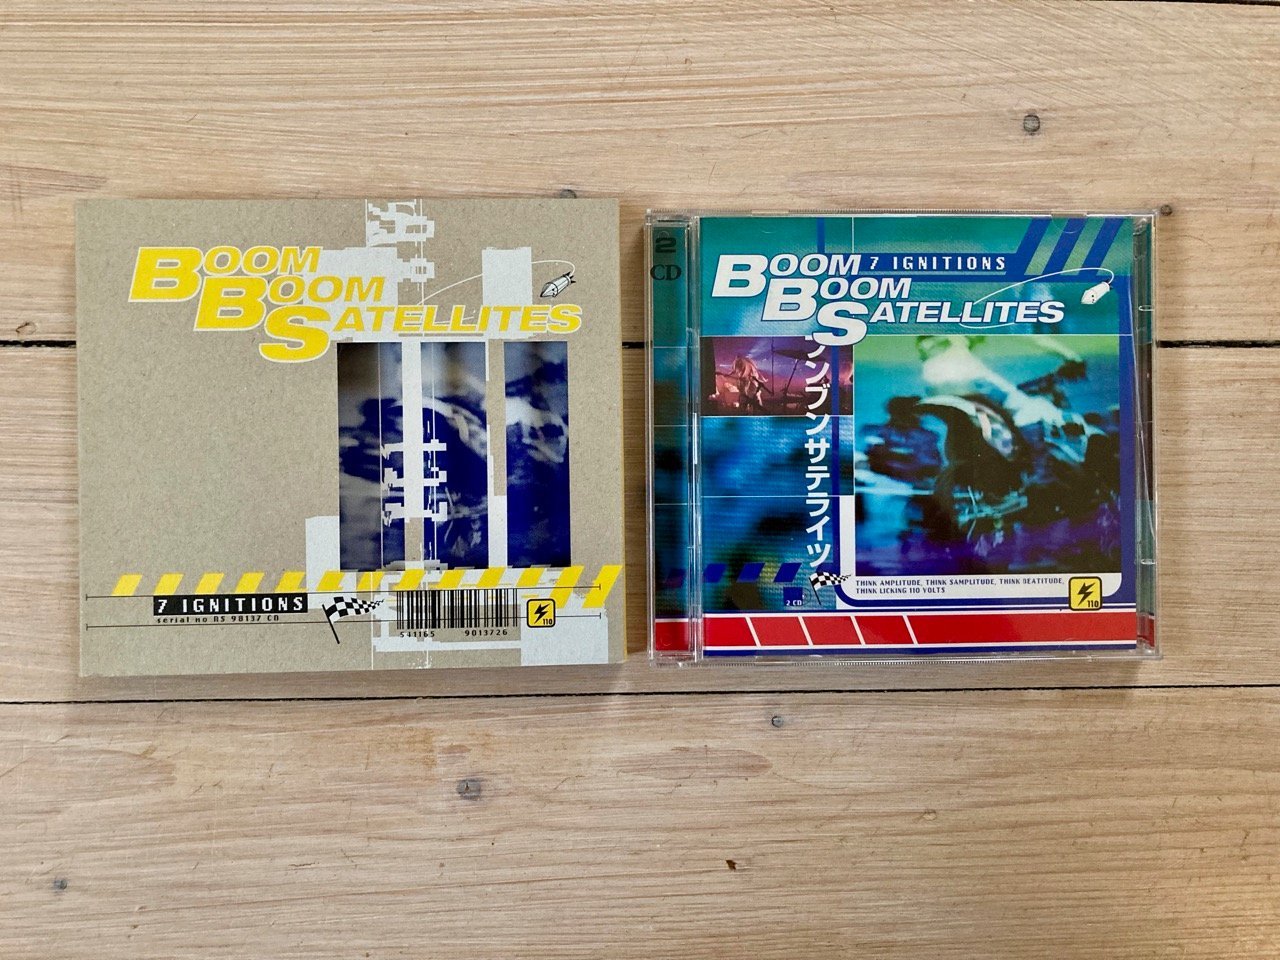 BOOM
BOOM
SATELLITES
7 IGNITIONS
serial no RS 98137 CD
541165 9013726
110
2
CD
7 IGNITIONS
BOOM
BOOM
SATELLITES
ブンブンサテライツ
THINK AMPLITUDE, THINK SAMPLITUDE, THINK BEATITUDE,
THINK LICKING 110 VOLTS
2 CD
110